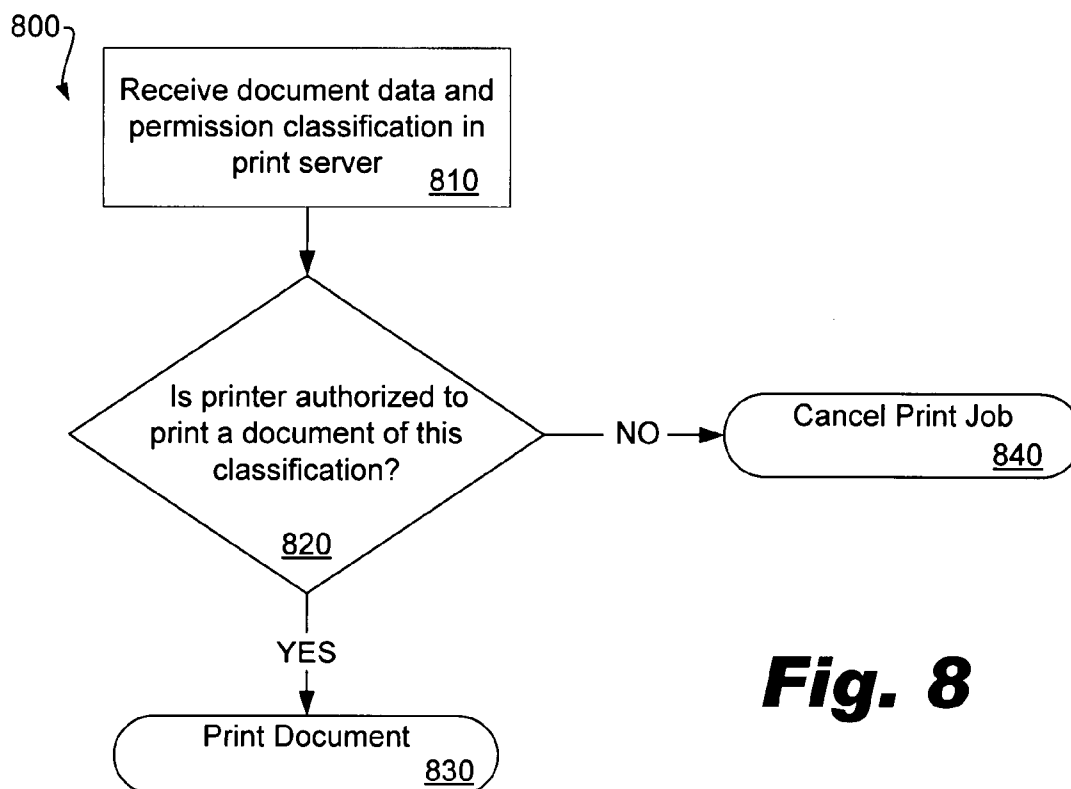 800
Receive document data and
permission classification in
print server
810
Is printer authorized to
print a document of this
classification?
820
NO
Cancel Print Job
840
YES
Print Document
830
Fig. 8